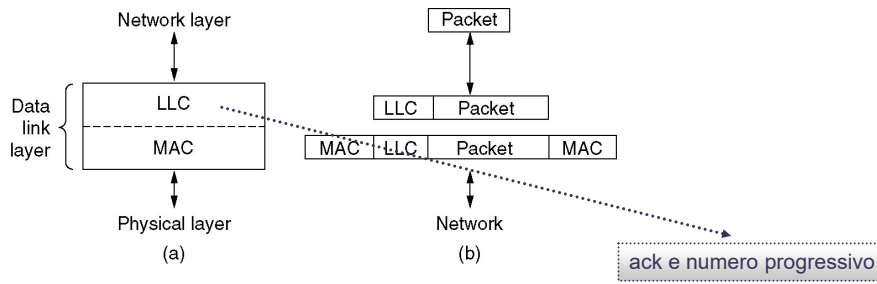 Network layer
Data
link
layer
LLC
MAC
Physical layer
(a)
Packet
LLC Packet
MAC LLC Packet MAC
Network
(b)
ack e numero progressivo